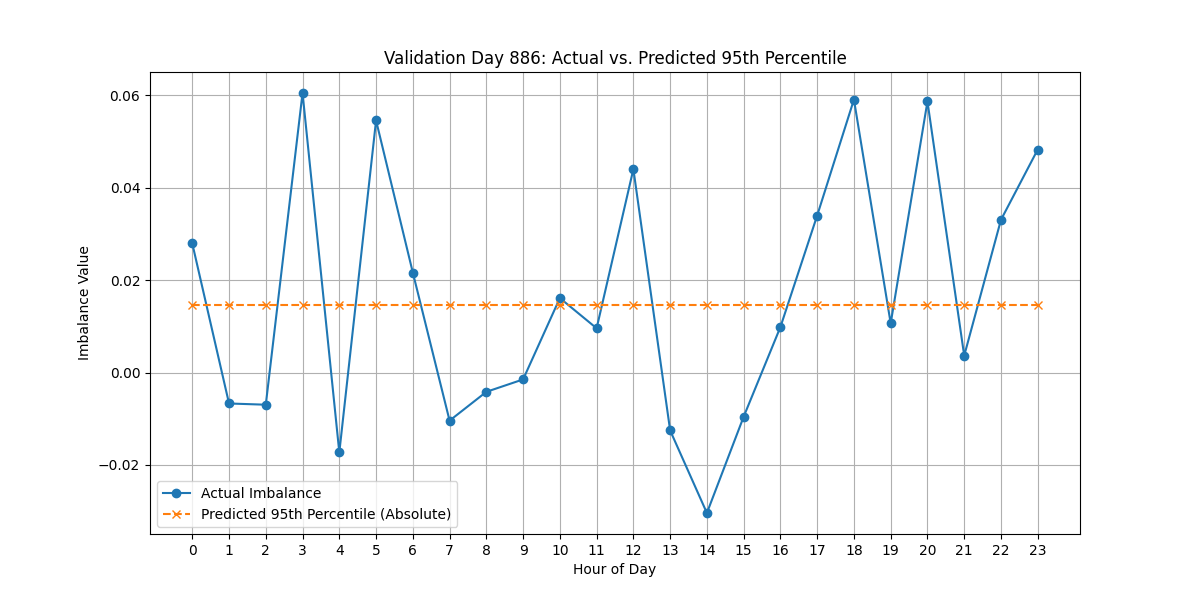 Validation Day 886: Actual vs. Predicted 95th Percentile
Imbalance Value
0.06
0.04
0.02
0.00
−0.02
Actual Imbalance
Predicted 95th Percentile (Absolute)
0 1 2 3 4 5 6 7 8 9 10 11 12 13 14 15 16 17 18 19 20 21 22 23
Hour of Day